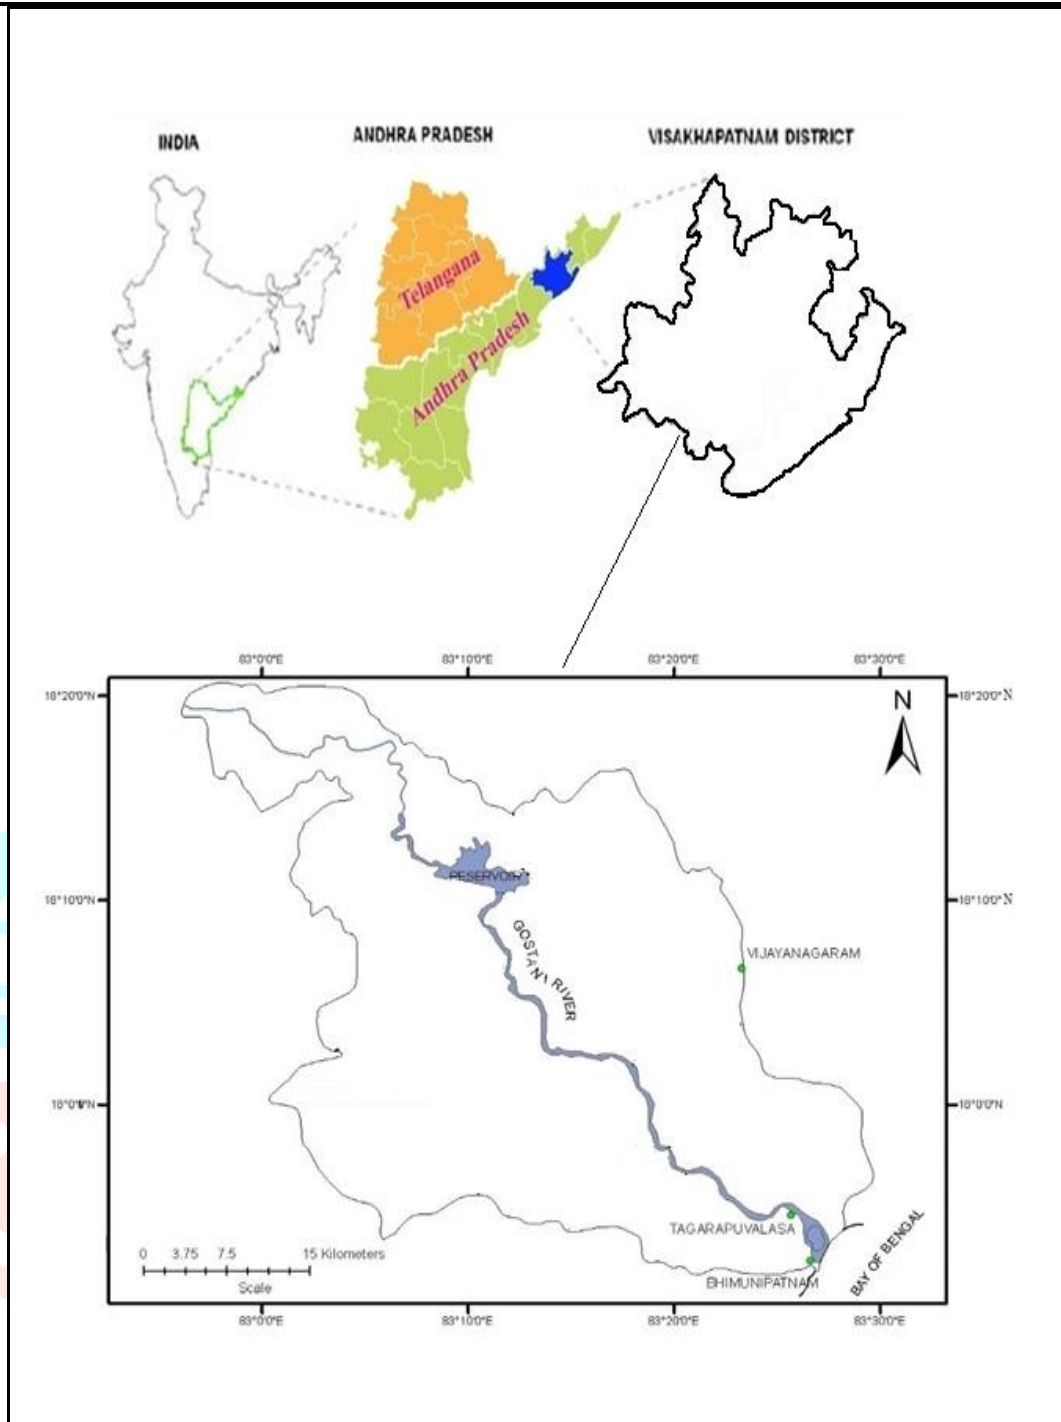 INDIA
ANDHRA PRADESH
VISAKHAPATNAM DISTRICT
Telangana
Andhra Pradesh
83°0'0"E
83°10'0"E
83°20'0"E
83°30'0"E
18°20'0"N
18°20'0"N
N
RESERVOIR
18°10'0"N
18°10'0"N
GOSTANI RIVER
VIJAYANAGARAM
18°0'0"N
18°0'0"N
TAGARAPUVALASA
BAY OF BENGAL
0 3.75 7.5 15 Kilometers
Scale
BHIMUNIPATNAM
83°0'0"E
83°10'0"E
83°20'0"E
83°30'0"E